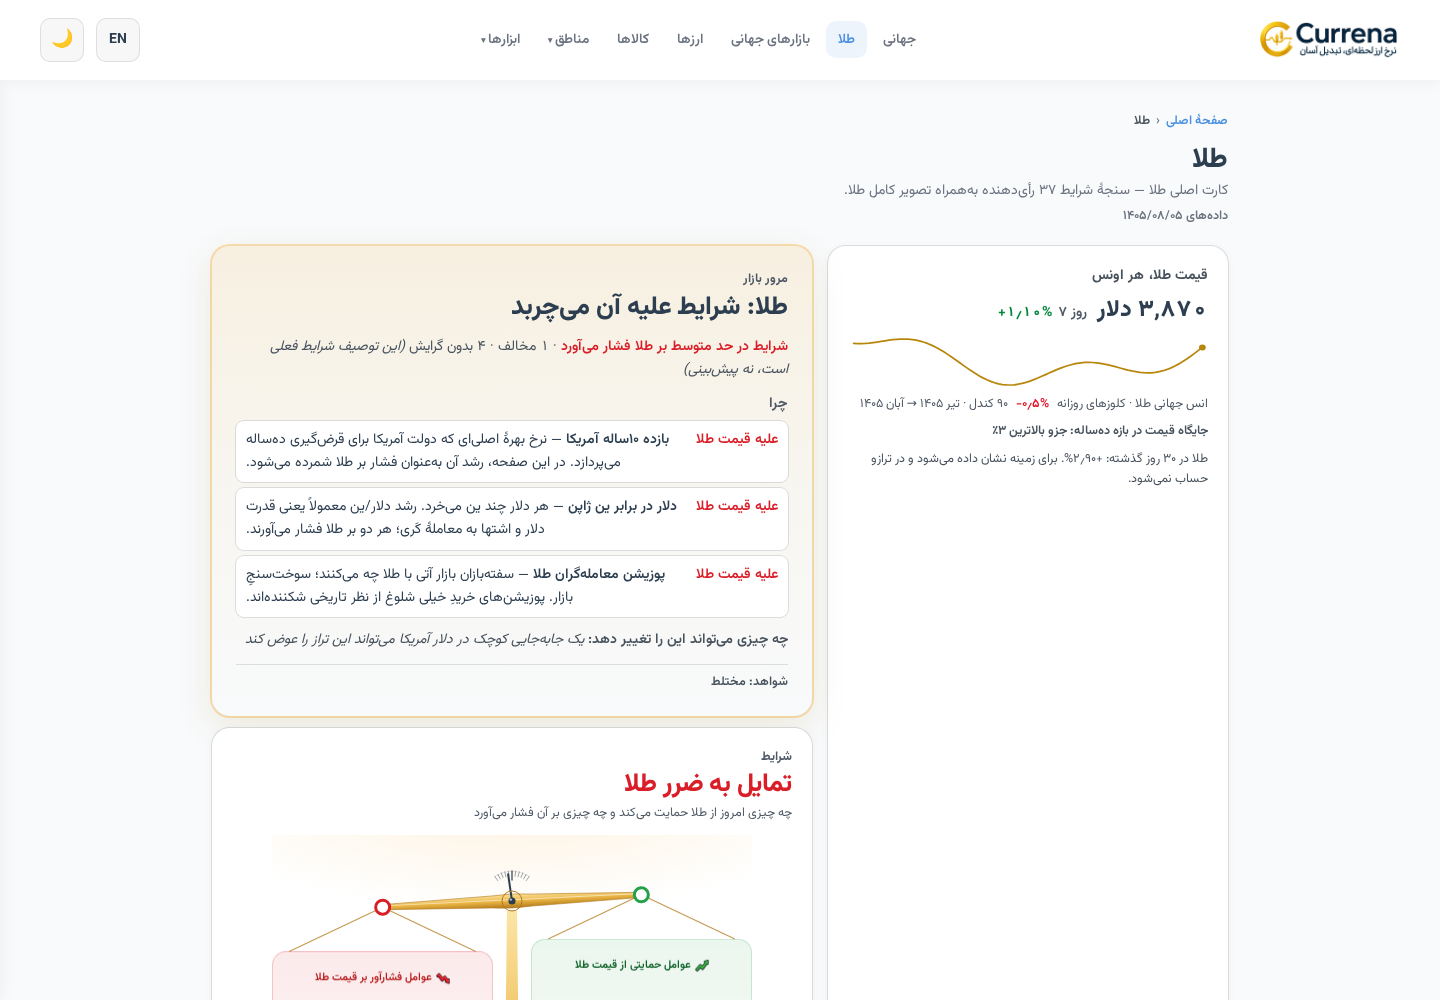 Currena
نرخ ارز لحظه‌ای، تبدیل آسان
جهانی
طلا
بازارهای جهانی
ارزها
کالاها
مناطق ▾
ابزارها ▾
EN
صفحهٔ اصلی ‹ طلا
طلا
کارت اصلی طلا — سنجهٔ شرایط ۳۷ رأی‌دهنده به‌همراه تصویر کامل طلا.
داده‌های ۱۴۰۵/۰۸/۰۵
قیمت طلا، هر اونس
۳,۸۷۰ دلار ۷ روز +۱٫۱۰%
انس جهانی طلا · کلوزهای روزانه −۰٫۵% ۹۰ کندل · تیر ۱۴۰۵ → آبان ۱۴۰۵
جایگاه قیمت در بازه ده‌ساله: جزو بالاترین ۳٪
طلا در ۳۰ روز گذشته: +۲٫۹۰%. برای زمینه نشان داده می‌شود و در ترازو
حساب نمی‌شود.
مرور بازار
طلا: شرایط علیه آن می‌چربد
شرایط در حد متوسط بر طلا فشار می‌آورد · ۱ مخالف · ۴ بدون گرایش (این توصیف شرایط فعلی
است، نه پیش‌بینی)
چرا
علیه قیمت طلا بازده ۱۰ساله آمریکا — نرخ بهرهٔ اصلی‌ای که دولت آمریکا برای قرض‌گیری ده‌ساله
می‌پردازد. در این صفحه، رشد آن به‌عنوان فشار بر طلا شمرده می‌شود.
علیه قیمت طلا دلار در برابر ین ژاپن — هر دلار چند ین می‌خرد. رشد دلار/ین معمولاً یعنی قدرت
دلار و اشتها به معاملهٔ کَری؛ هر دو بر طلا فشار می‌آورند.
علیه قیمت طلا پوزیشن معامله‌گران طلا — سفته‌بازان بازار آتی با طلا چه می‌کنند؛ سوخت‌سنجِ
بازار. پوزیشن‌های خریدِ خیلی شلوغ از نظر تاریخی شکننده‌اند.
چه چیزی می‌تواند این را تغییر دهد: یک جابه‌جایی کوچک در دلار آمریکا می‌تواند این تراز را عوض کند
شواهد: مختلط
شرایط
تمایل به ضرر طلا
چه چیزی امروز از طلا حمایت می‌کند و چه چیزی بر آن فشار می‌آورد
عوامل حمایتی از قیمت طلا
عوامل فشارآور بر قیمت طلا